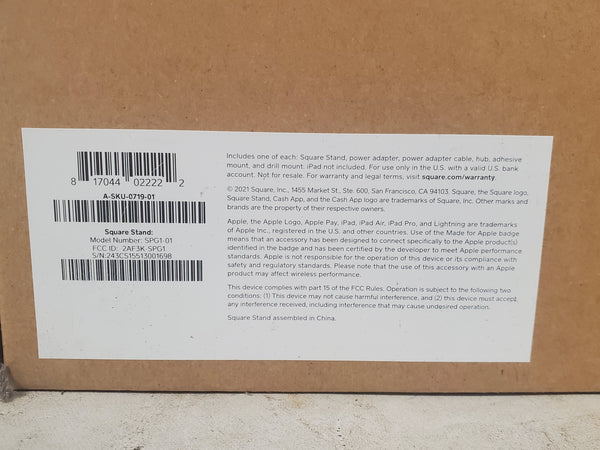 8 17044 02222 2
A-SKU-0719-01
Square Stand:
Model Number: SPG1-01
FCC ID: 2AF3K-SPG1
S/N:243CS15513001698
Includes one of each: Square Stand, power adapter, power adapter cable, hub, adhesive
mount, and drill mount. iPad not included. For use only in the U.S. with a valid U.S. bank
account. Not for resale. For warranty and legal terms, visit square.com/warranty.
© 2021 Square, Inc., 1455 Market St., Ste. 600, San Francisco, CA 94103. Square, the Square logo,
Square Stand, Cash App, and the Cash App logo are trademarks of Square, Inc. Other marks and
brands are the property of their respective owners.
Apple, the Apple Logo, Apple Pay, iPad, iPad Air, iPad Pro, and Lightning are trademarks
of Apple Inc., registered in the U.S. and other countries. Use of the Made for Apple badge
means that an accessory has been designed to connect specifically to the Apple product(s)
identified in the badge and has been certified by the developer to meet Apple performance
standards. Apple is not responsible for the operation of this device or its compliance with
safety and regulatory standards. Please note that the use of this accessory with an Apple
product may affect wireless performance.
This device complies with part 15 of the FCC Rules. Operation is subject to the following two
conditions: (1) This device may not cause harmful interference, and (2) this device must accept
any interference received, including interference that may cause undesired operation.
Square Stand assembled in China.